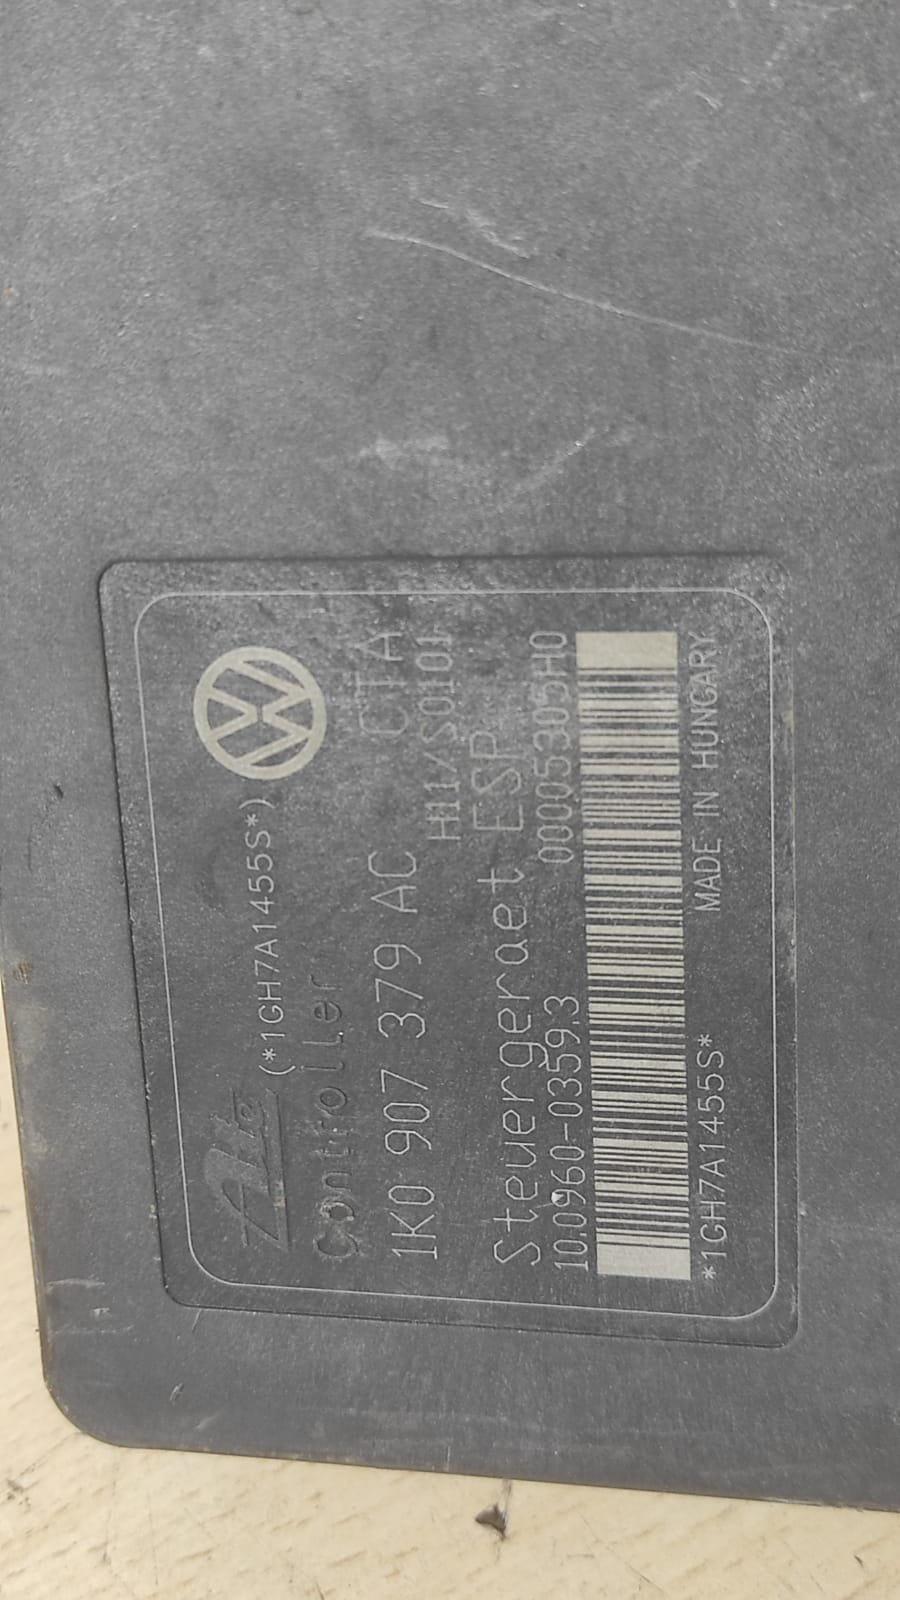 Ate
(*1GH7A1455S*)
Controller
1K0 907 379 AC CTA
H11/S0101
Steuergeraet ESP
10.0960-0359.3 00005305H0
*1GH7A1455S* MADE IN HUNGARY